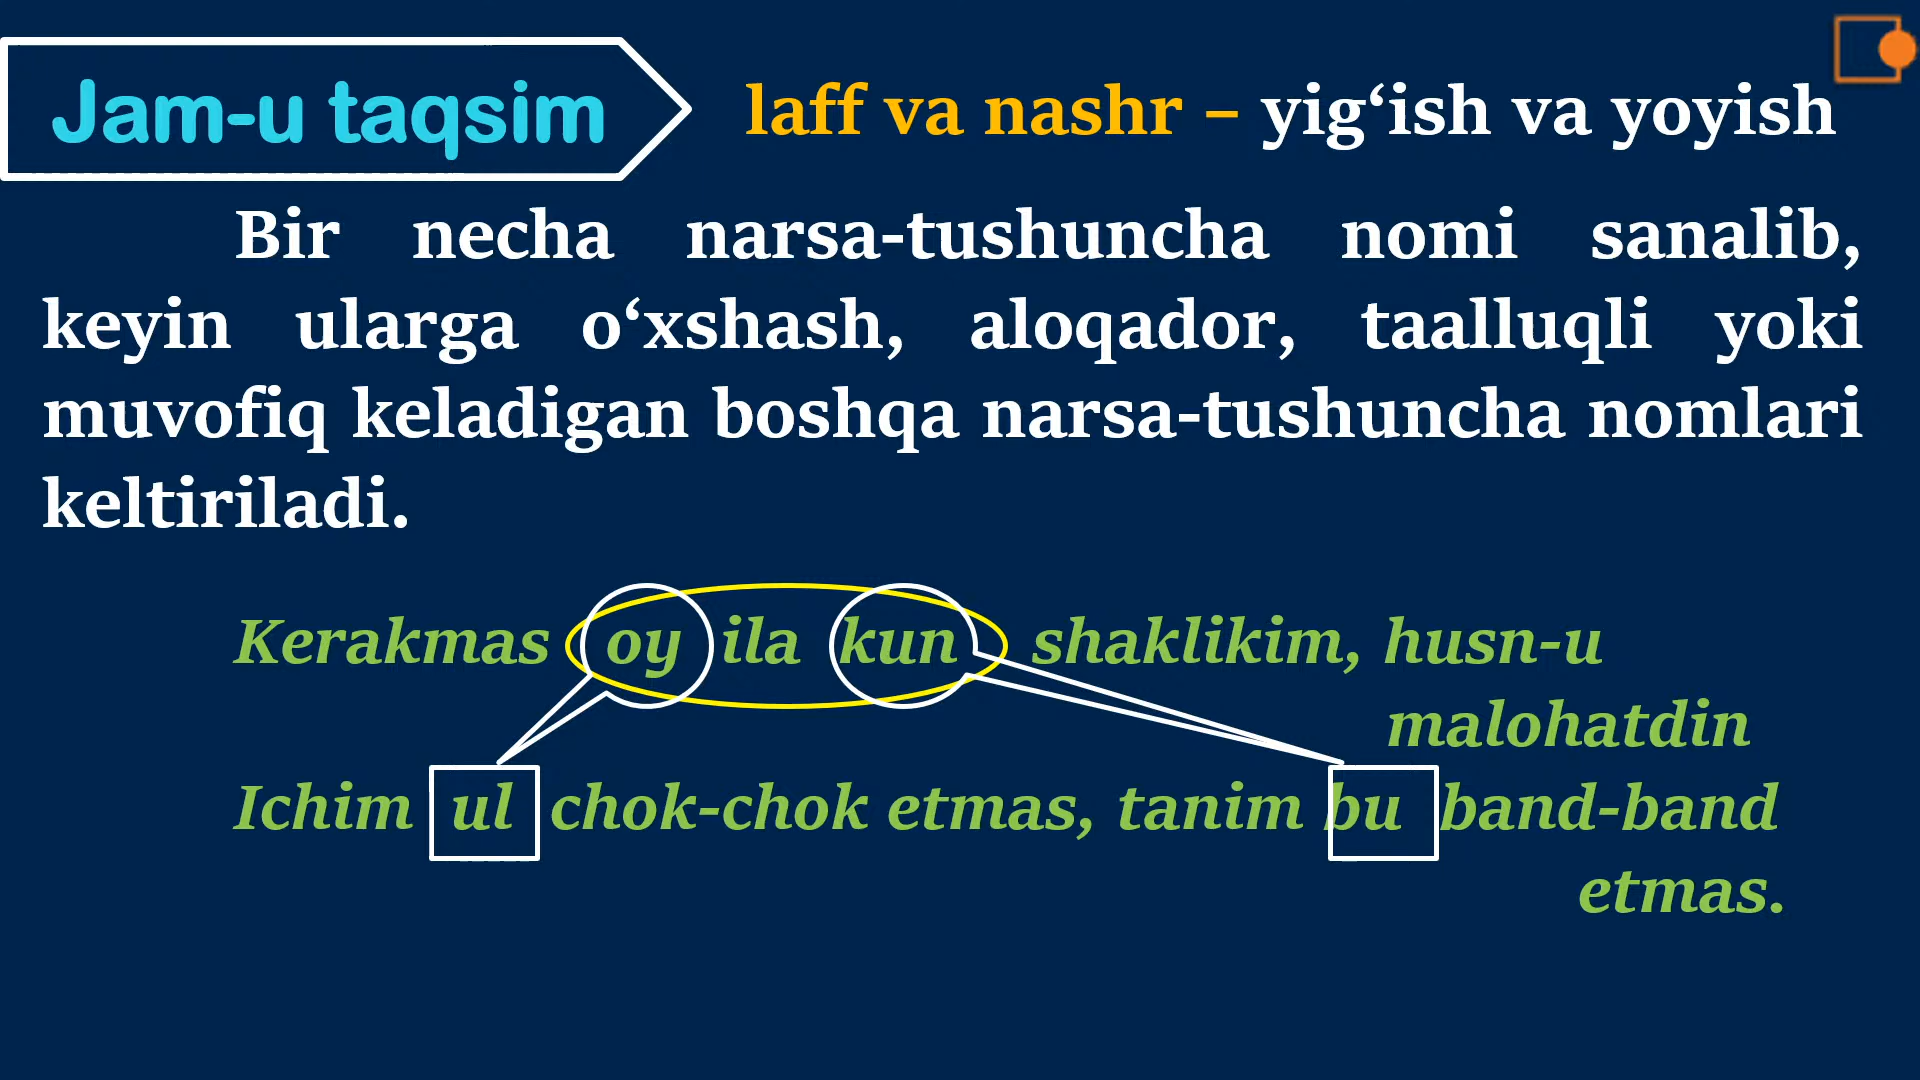 Jam-u taqsim
laff va nashr – yig‘ish va yoyish
Bir necha narsa-tushuncha nomi sanalib,
keyin ularga o‘xshash, aloqador, taalluqli yoki
muvofiq keladigan boshqa narsa-tushuncha nomlari
keltiriladi.
Kerakmas oy ila kun shaklikim, husn-u
malohatdin
Ichim ul chok-chok etmas, tanim bu band-band
etmas.